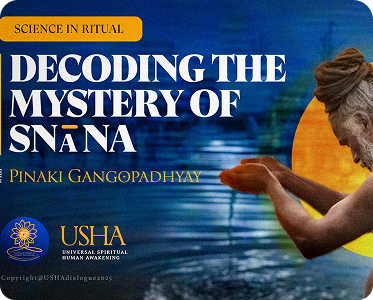 SCIENCE IN RITUAL
DECODING THE
MYSTERY OF
SNāNA
PINAKI GANGOPADHYAY
USHA
UNIVERSAL SPIRITUAL
HUMAN AWAKENING
Copyright@USHAdialogue2025